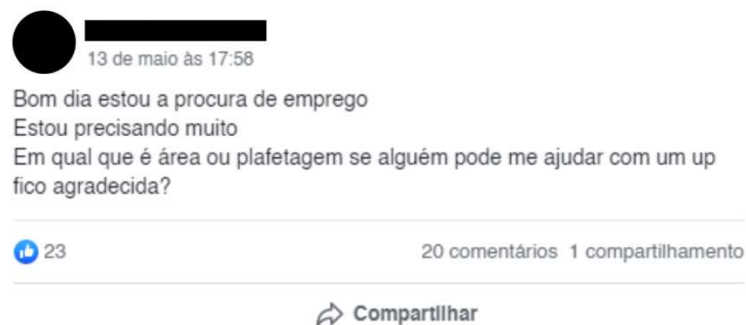 13 de maio às 17:58
Bom dia estou a procura de emprego
Estou precisando muito
Em qual que é área ou plafetagem se alguém pode me ajudar com um up
fico agradecida?
23
20 comentários 1 compartilhamento
Compartilhar